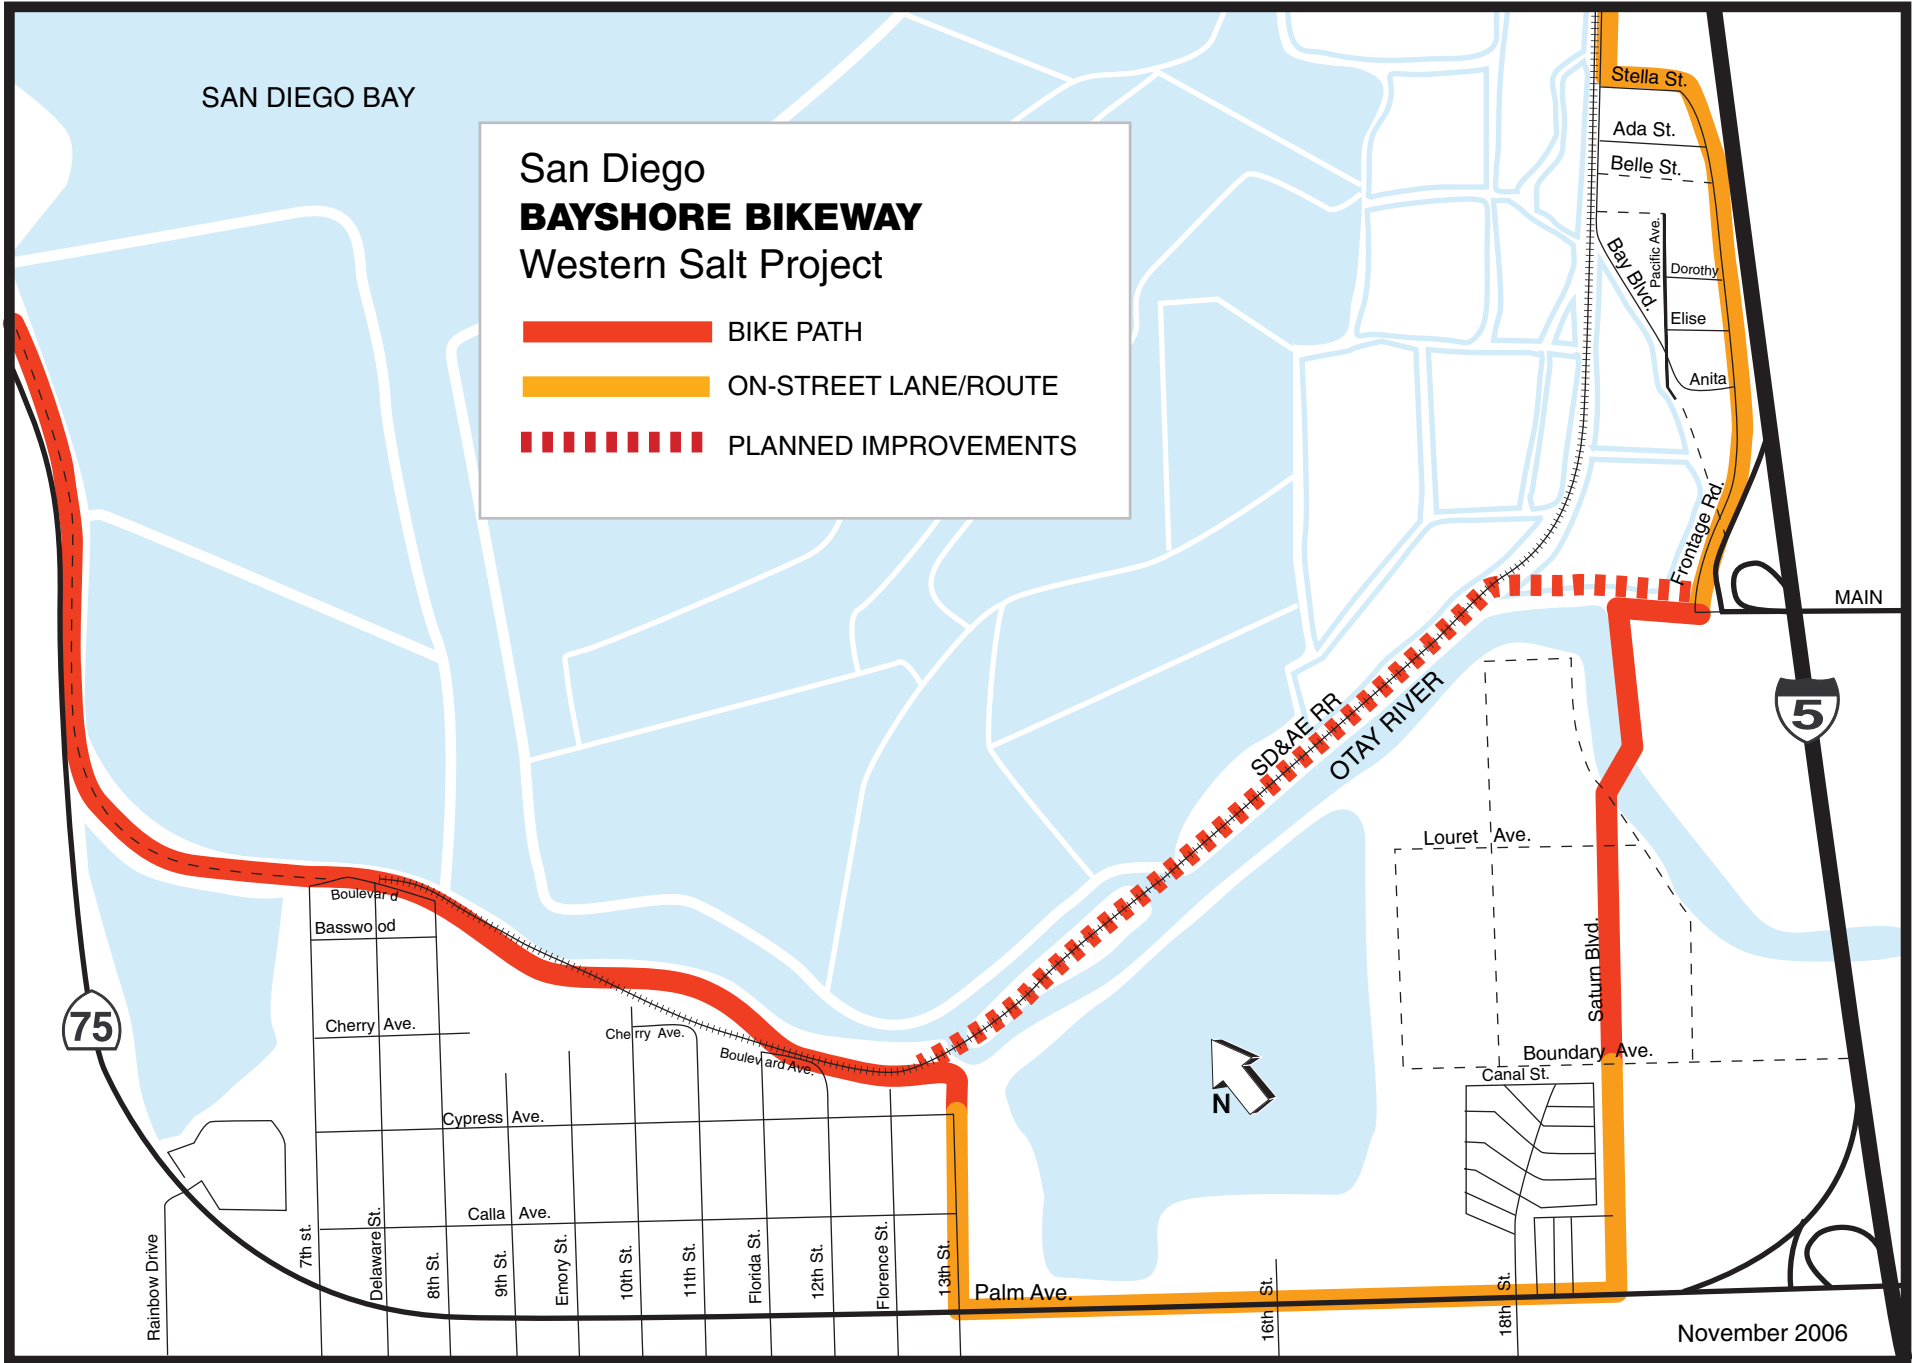 SAN DIEGO BAY
San Diego
BAYSHORE BIKEWAY
Western Salt Project
BIKE PATH
ON-STREET LANE/ROUTE
PLANNED IMPROVEMENTS
Stella St.
Ada St.
Belle St.
Pacific Ave.
Bay Blvd.
Dorothy
Elise
Anita
Frontage Rd.
MAIN
5
SD&AE RR
OTAY RIVER
Louret Ave.
Saturn Blvd.
Boundary Ave.
Canal St.
Boulevard
Basswood
Cherry Ave.
Cherry Ave.
Boulevard Ave.
75
N
Cypress Ave.
Calla Ave.
Rainbow Drive
7th st.
Delaware St.
8th St.
9th St.
Emory St.
10th St.
11th St.
Florida St.
12th St.
Florence St.
13th St.
Palm Ave.
16th St.
18th St.
November 2006